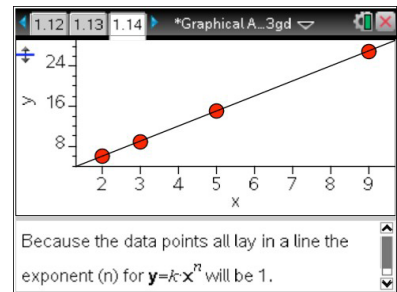 1.12 1.13 1.14 *Graphical A...3gd
24
16
8
y
2 3 4 5 6 7 8 9
x
Because the data points all lay in a line the
exponent (n) for y=k·xⁿ will be 1.